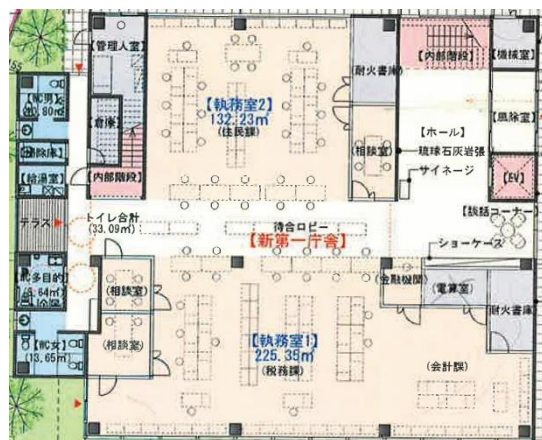 【管理人室】
【内部階段】
【機械室】
耐火書庫
【WC男】
【執務室2】
132.23㎡
(住民課)
倉庫
【風除室】
【ホール】
琉球石灰岩張
(相談室)
サイネージ
【給湯室】
【内部階段】
【EV】
テラス
トイレ合計
(33.09㎡)
待合ロビー
【談話コーナー】
【新第一庁舎】
ショーケース
【WC多目的】
(相談室)
(金融機関)
(電算室)
耐火書庫
【WC女】
(13.65㎡)
(相談室)
【執務室1】
225.35㎡
(税務課)
(会計課)